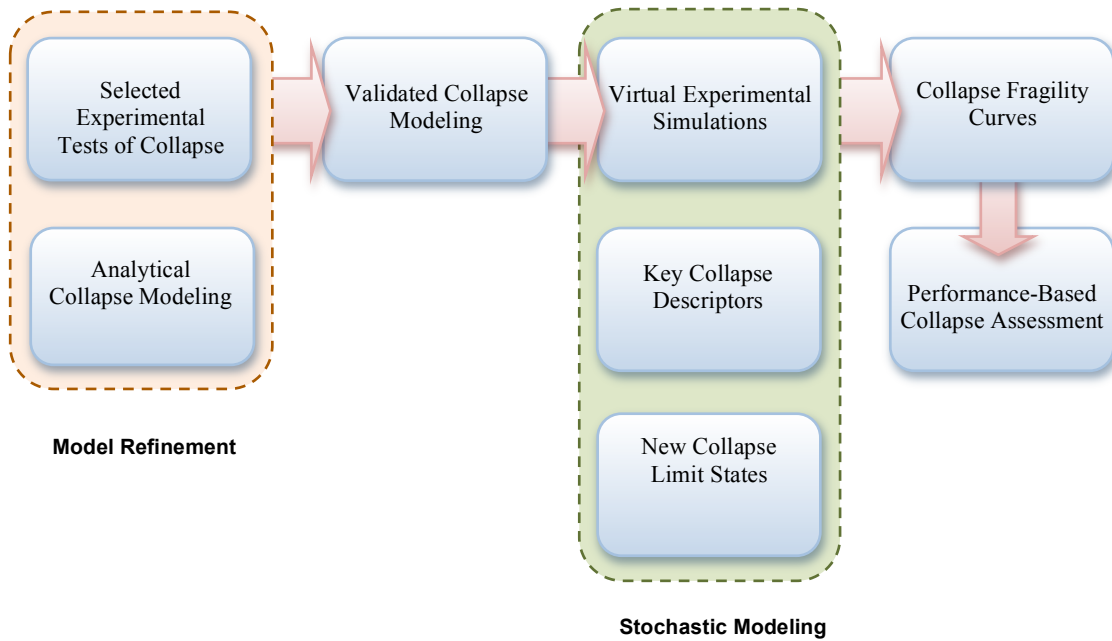 Selected
Experimental
Tests of Collapse
Analytical
Collapse Modeling
Model Refinement
Validated Collapse
Modeling
Virtual Experimental
Simulations
Key Collapse
Descriptors
New Collapse
Limit States
Stochastic Modeling
Collapse Fragility
Curves
Performance-Based
Collapse Assessment